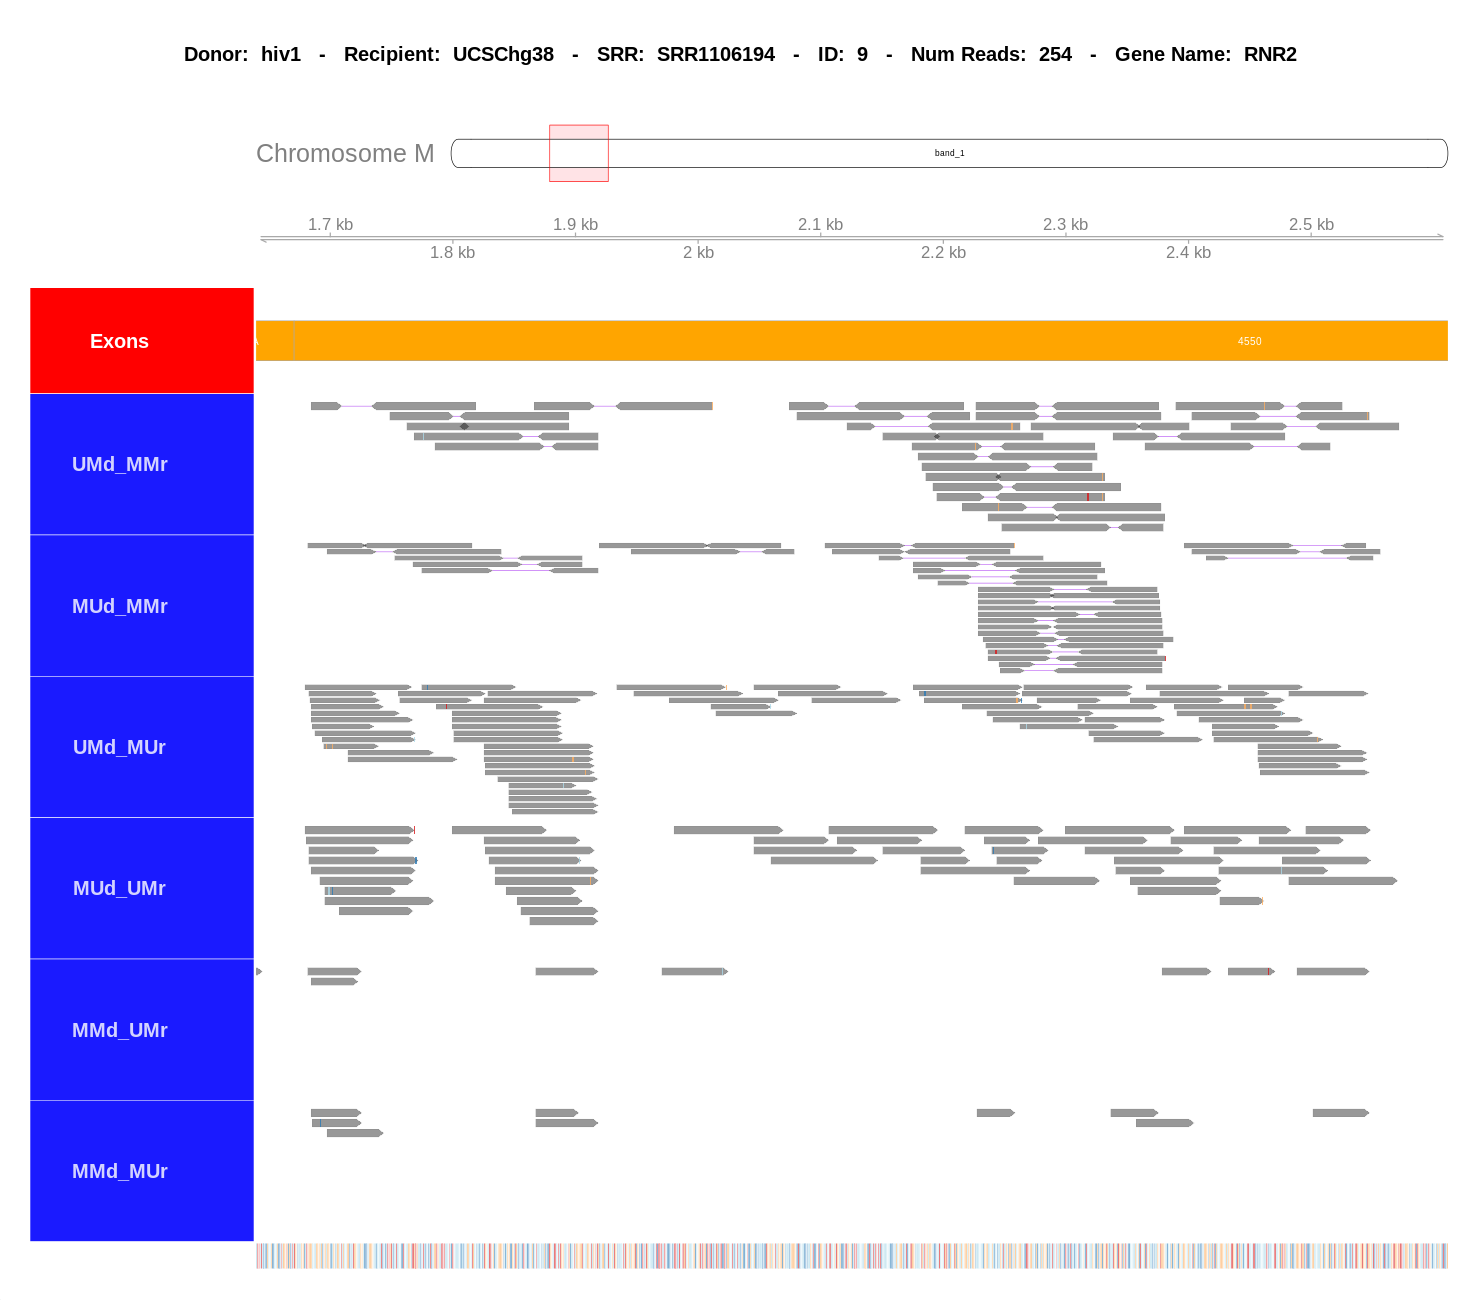 Donor: hiv1 - Recipient: UCSChg38 - SRR: SRR1106194 - ID: 9 - Num Reads: 254 - Gene Name: RNR2
Chromosome M
band_1
1.7 kb 1.9 kb 2.1 kb 2.3 kb 2.5 kb
1.8 kb 2 kb 2.2 kb 2.4 kb
Exons
4550
UMd_MMr
MUd_MMr
UMd_MUr
MUd_UMr
MMd_UMr
MMd_MUr